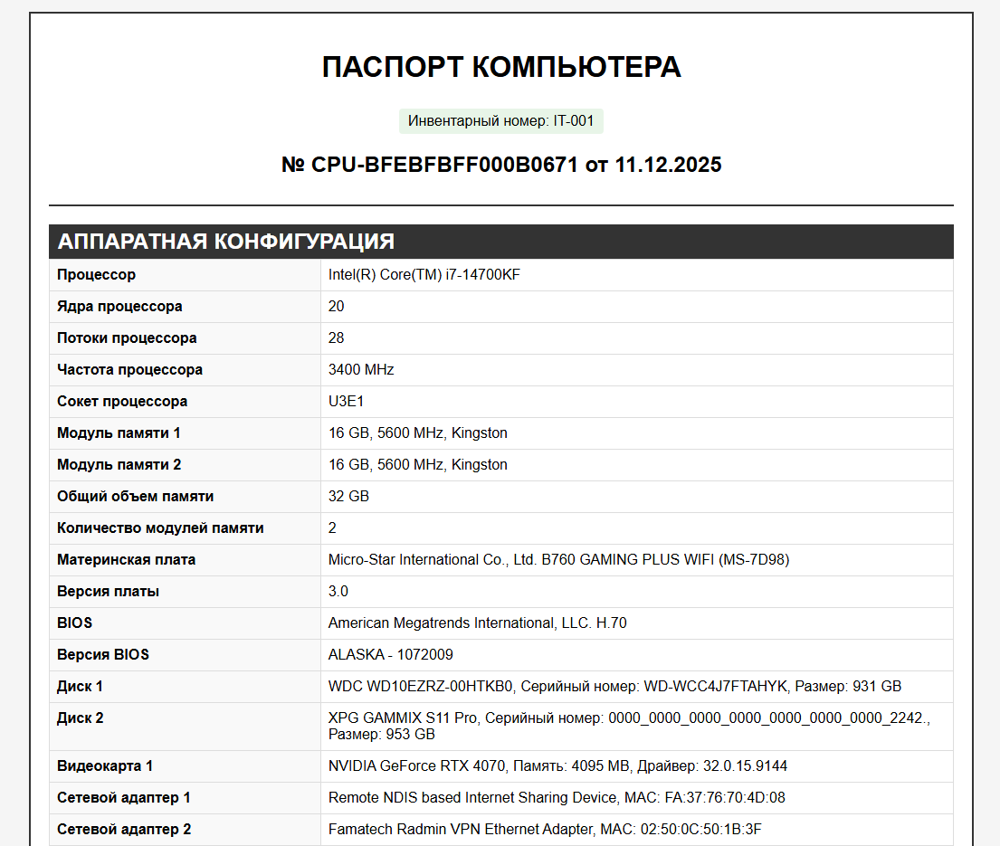 ПАСПОРТ КОМПЬЮТЕРА
Инвентарный номер: IT-001
№ CPU-BFEBFBFF000B0671 от 11.12.2025
АППАРАТНАЯ КОНФИГУРАЦИЯ
Процессор Intel(R) Core(TM) i7-14700KF
Ядра процессора 20
Потоки процессора 28
Частота процессора 3400 MHz
Сокет процессора U3E1
Модуль памяти 1 16 GB, 5600 MHz, Kingston
Модуль памяти 2 16 GB, 5600 MHz, Kingston
Общий объем памяти 32 GB
Количество модулей памяти 2
Материнская плата Micro-Star International Co., Ltd. B760 GAMING PLUS WIFI (MS-7D98)
Версия платы 3.0
BIOS American Megatrends International, LLC. H.70
Версия BIOS ALASKA - 1072009
Диск 1 WDC WD10EZRZ-00HTKB0, Серийный номер: WD-WCC4J7FTAHYK, Размер: 931 GB
Диск 2 XPG GAMMIX S11 Pro, Серийный номер: 0000_0000_0000_0000_0000_0000_0000_2242.,
Размер: 953 GB
Видеокарта 1 NVIDIA GeForce RTX 4070, Память: 4095 MB, Драйвер: 32.0.15.9144
Сетевой адаптер 1 Remote NDIS based Internet Sharing Device, MAC: FA:37:76:70:4D:08
Сетевой адаптер 2 Famatech Radmin VPN Ethernet Adapter, MAC: 02:50:0C:50:1B:3F